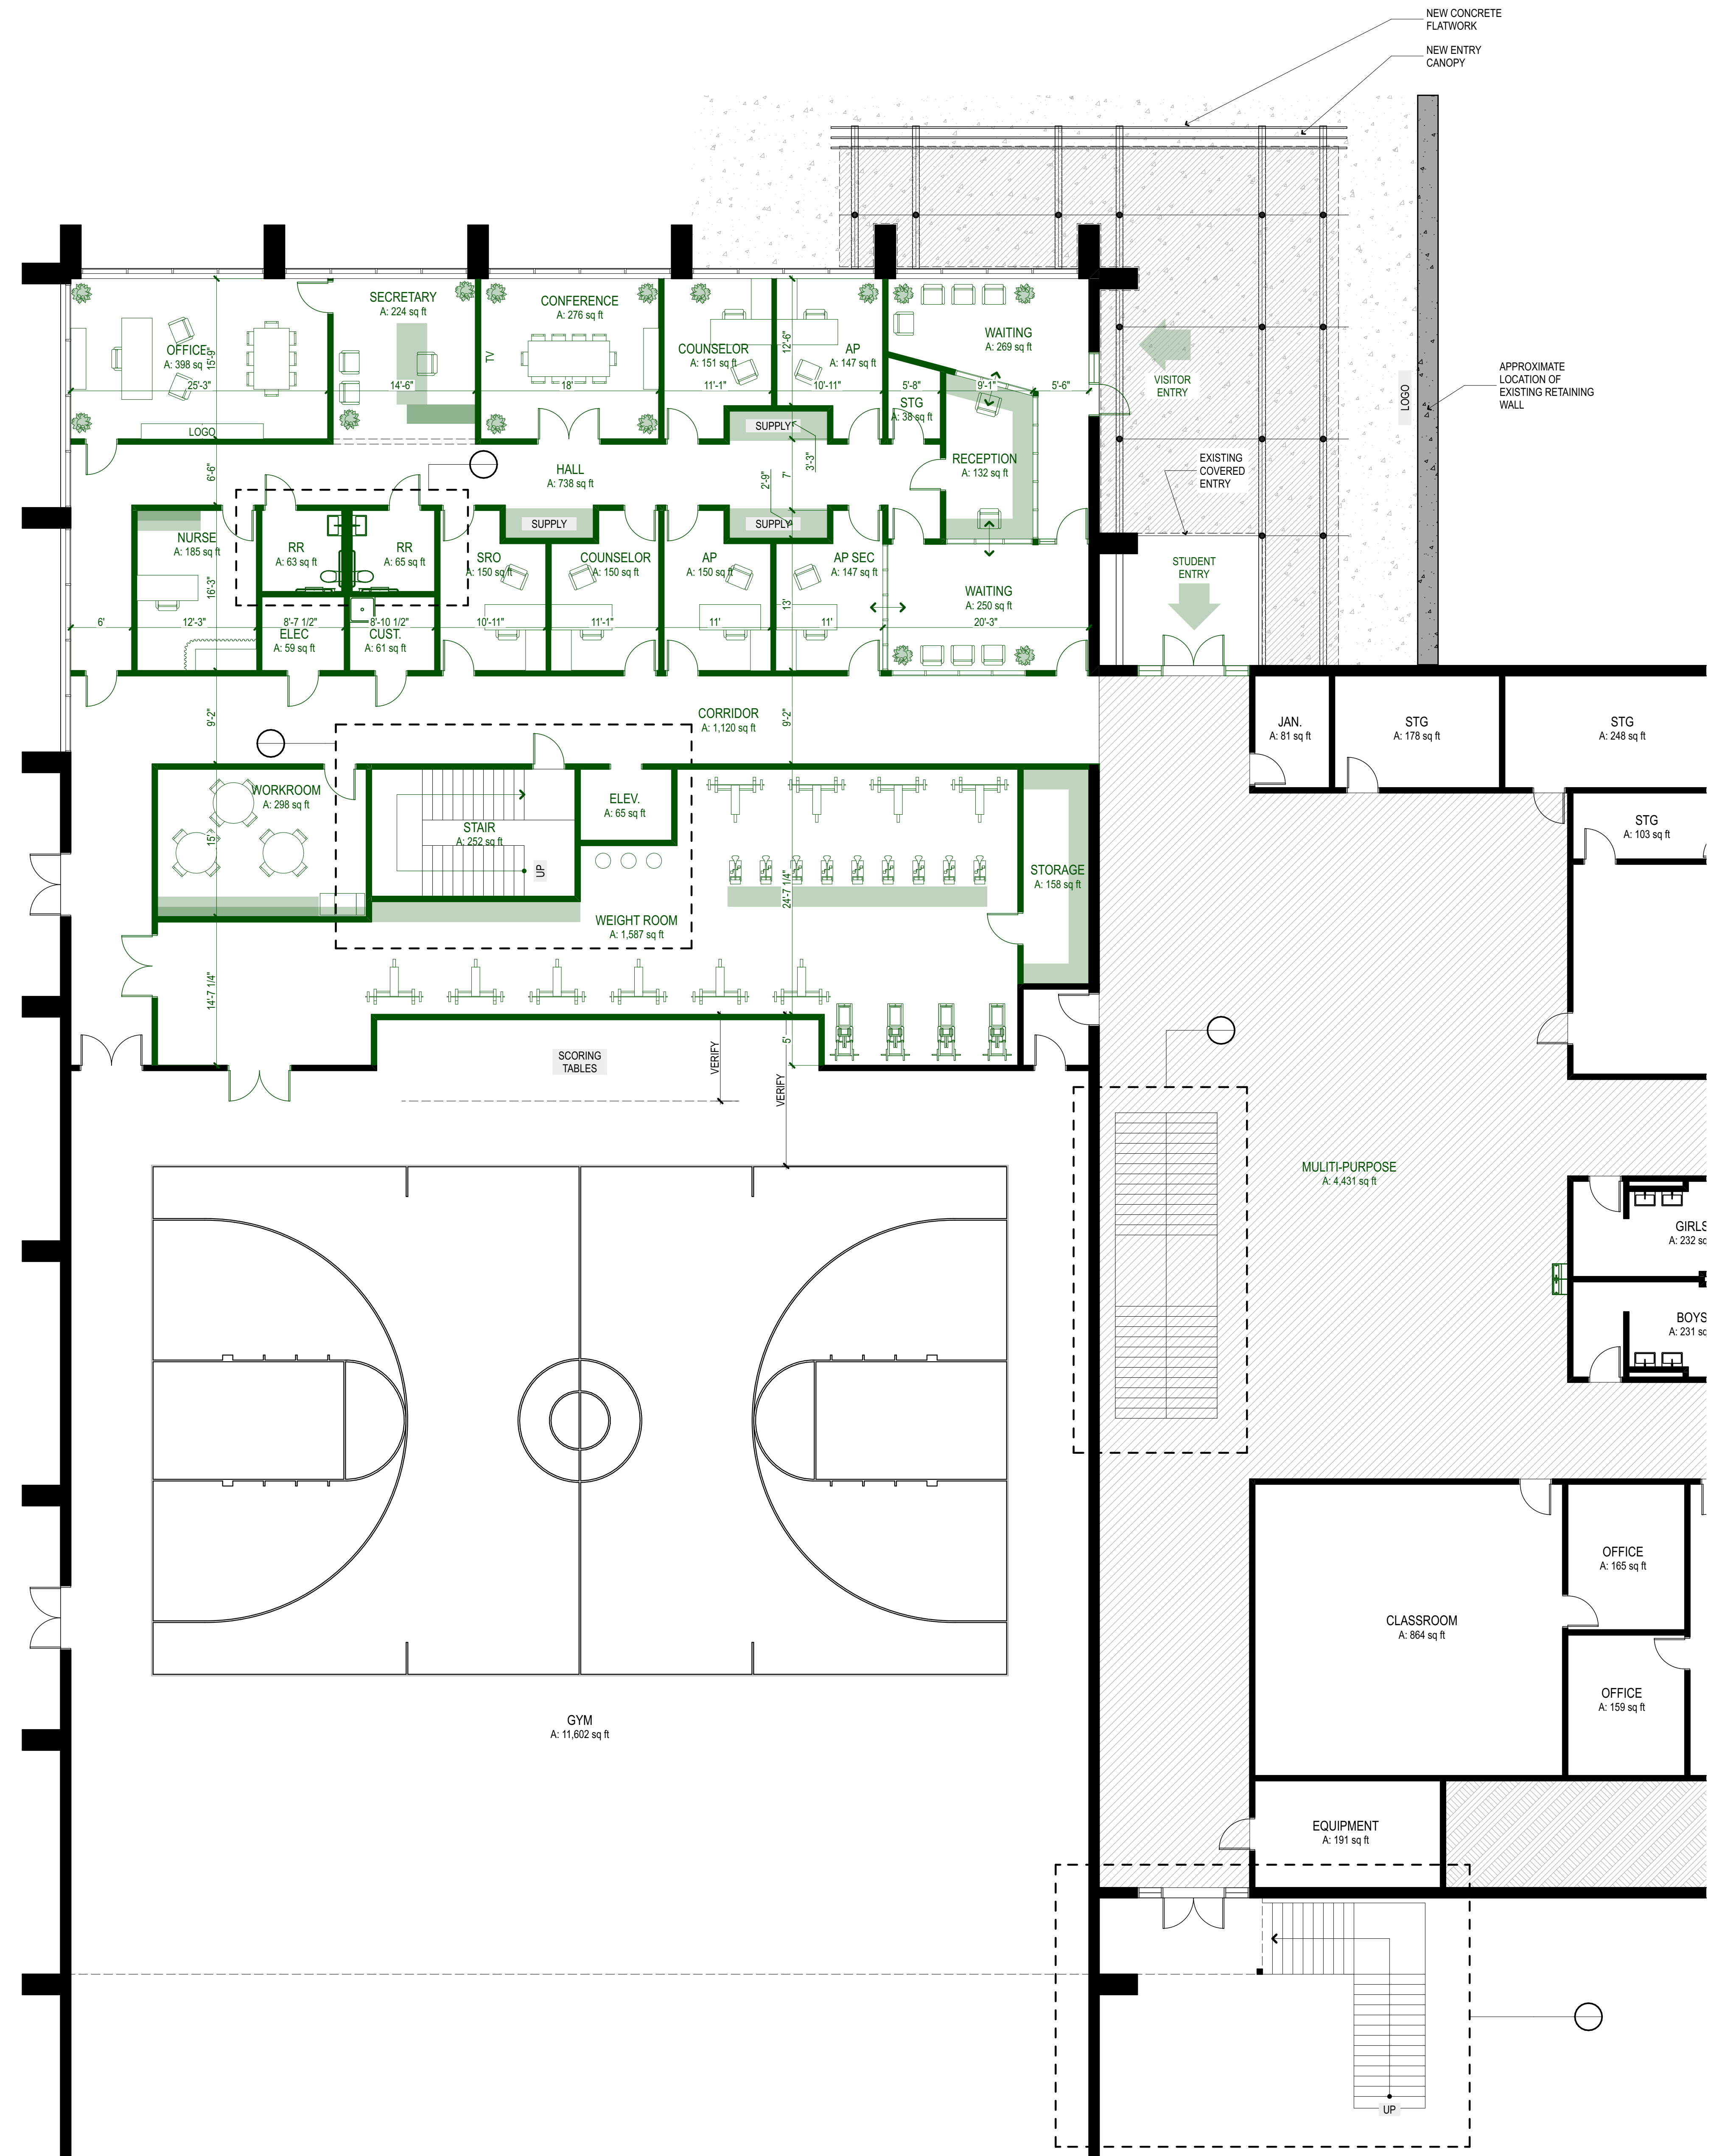 NEW CONCRETE
FLATWORK
NEW ENTRY
CANOPY
APPROXIMATE
LOCATION OF
EXISTING RETAINING
WALL
LOGO
VISITOR
ENTRY
EXISTING
COVERED
ENTRY
STUDENT
ENTRY
OFFICE
A: 398 sq
15'-9"
25'-3"
LOGO
SECRETARY
A: 224 sq ft
14'-6"
TV
CONFERENCE
A: 276 sq ft
18'
COUNSELOR
A: 151 sq ft
11'-1"
12'-6"
AP
A: 147 sq ft
10'-11"
WAITING
A: 269 sq ft
5'-8"
9'-1"
5'-6"
STG
A: 38 sq ft
SUPPLY
RECEPTION
A: 132 sq ft
6'-6"
HALL
A: 738 sq ft
2'-9"
7'
3'-3"
SUPPLY
SUPPLY
NURSE
A: 185 sq ft
16'-3"
RR
A: 63 sq ft
RR
A: 65 sq ft
SRO
A: 150 sq ft
COUNSELOR
A: 150 sq ft
AP
A: 150 sq ft
AP SEC
A: 147 sq ft
WAITING
A: 250 sq ft
13'
6'
12'-3"
8'-7 1/2"
8'-10 1/2"
10'-11"
11'-1"
11'
11'
20'-3"
ELEC
A: 59 sq ft
CUST.
A: 61 sq ft
9'-2"
CORRIDOR
A: 1,120 sq ft
9'-2"
JAN.
A: 81 sq ft
STG
A: 178 sq ft
STG
A: 248 sq ft
STG
A: 103 sq ft
WORKROOM
A: 298 sq ft
15'
STAIR
A: 252 sq ft
UP
ELEV.
A: 65 sq ft
24'-7 1/4"
STORAGE
A: 158 sq ft
WEIGHT ROOM
A: 1,587 sq ft
14'-7 1/4"
SCORING
TABLES
VERIFY
5'
VERIFY
MULITI-PURPOSE
A: 4,431 sq ft
GIRLS
A: 232 sq
BOYS
A: 231 sq
GYM
A: 11,602 sq ft
CLASSROOM
A: 864 sq ft
OFFICE
A: 165 sq ft
OFFICE
A: 159 sq ft
EQUIPMENT
A: 191 sq ft
UP